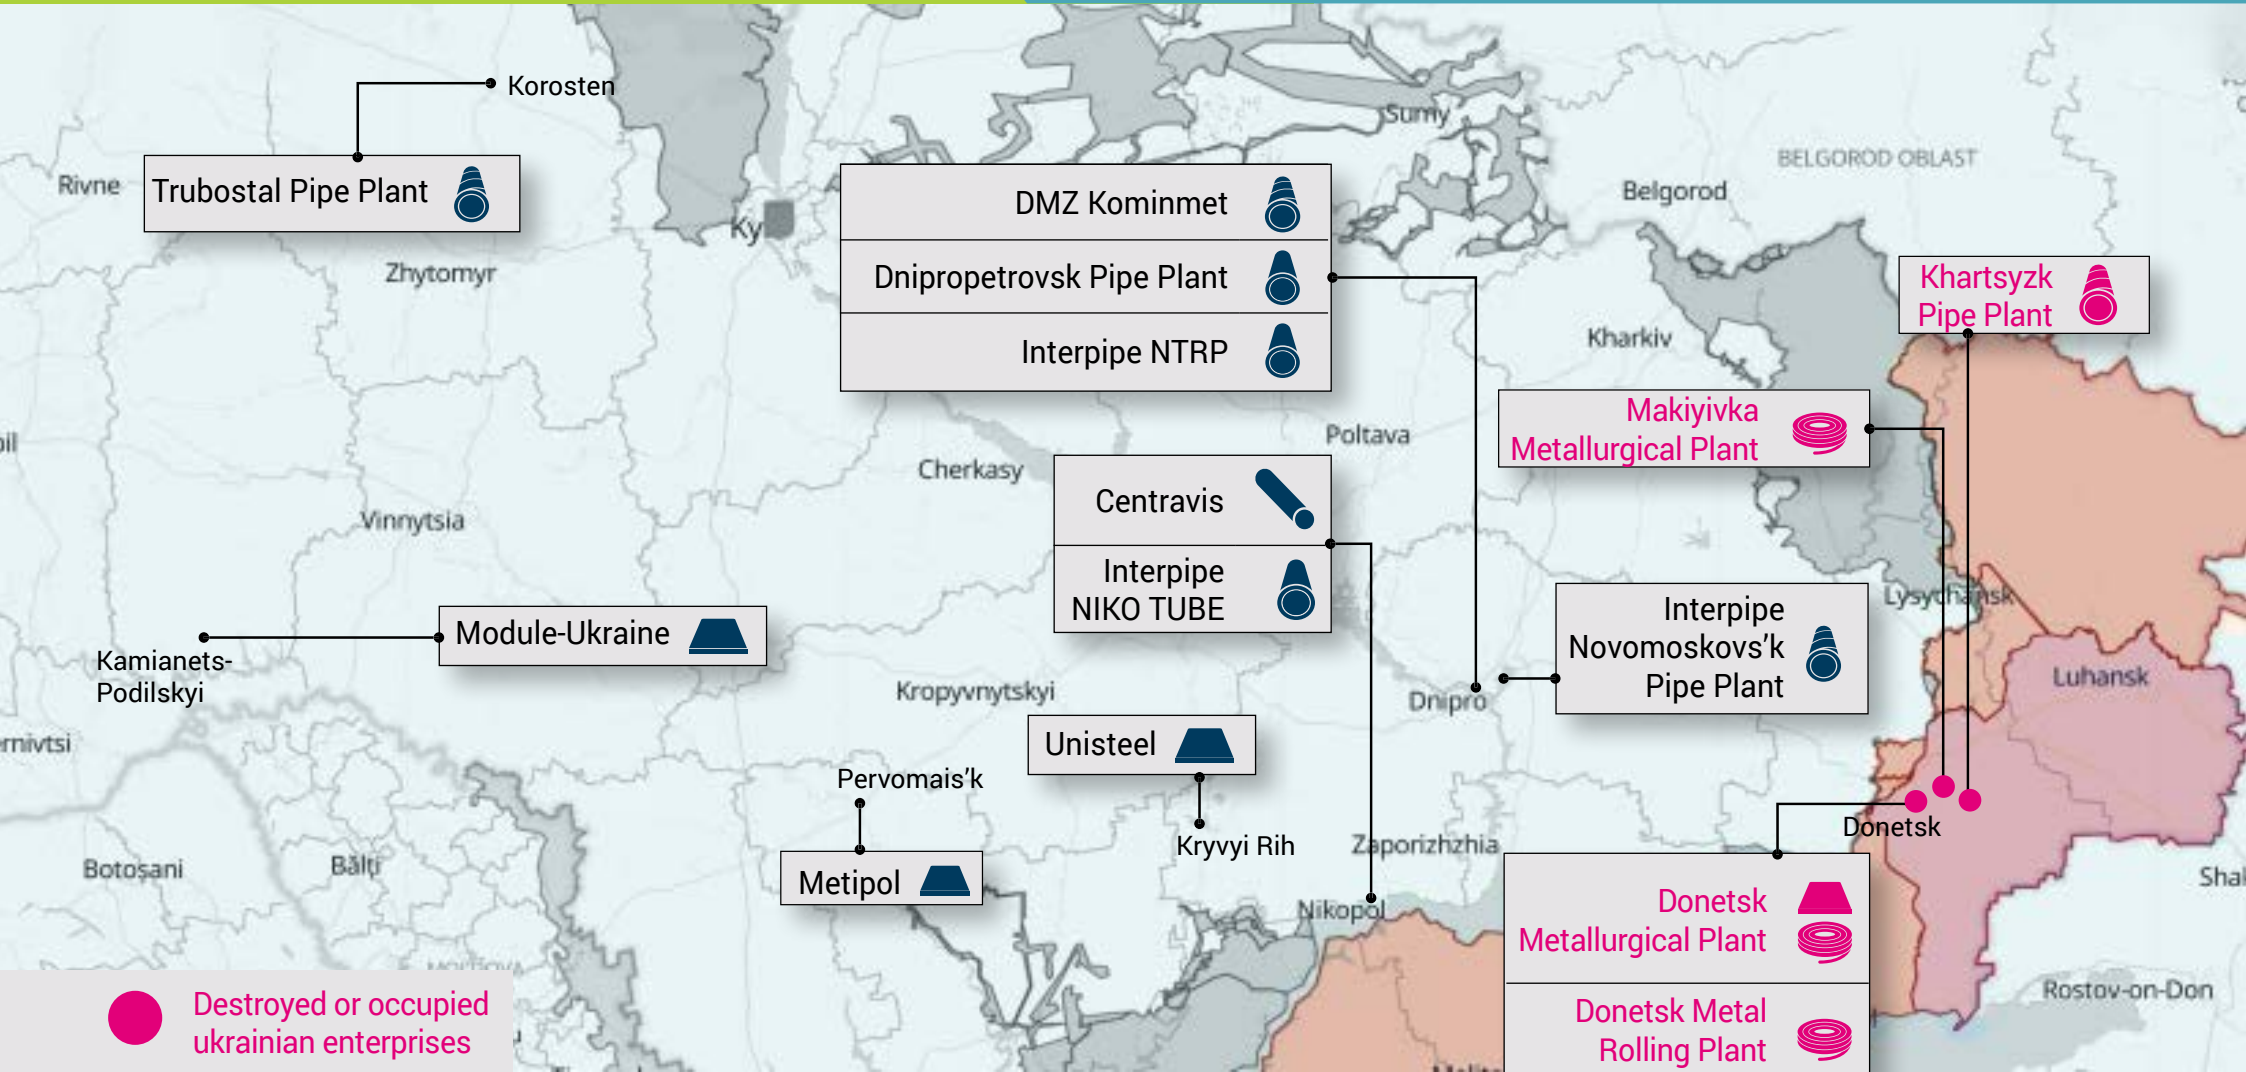 Korosten
Sumy
BELGOROD OBLAST
Rivne
Trubostal Pipe Plant
Belgorod
DMZ Kominmet
Ky
Zhytomyr
Dnipropetrovsk Pipe Plant
Khartsyzk
Pipe Plant
Interpipe NTRP
Kharkiv
Makiyivka
Metallurgical Plant
Poltava
Cherkasy
Centravis
Vinnytsia
Interpipe
NIKO TUBE
Lysychansk
Interpipe
Novomoskovs'k
Pipe Plant
Module-Ukraine
Kamianets-
Podilskyi
Luhansk
Kropyvnytskyi
Dnipro
Unisteel
Pervomais'k
Kryvyi Rih
Zaporizhzhia
Donetsk
Botoșani
Bălți
Metipol
Nikopol
Donetsk
Metallurgical Plant
MOLDOVA
Rostov-on-Don
Destroyed or occupied
ukrainian enterprises
Donetsk Metal
Rolling Plant